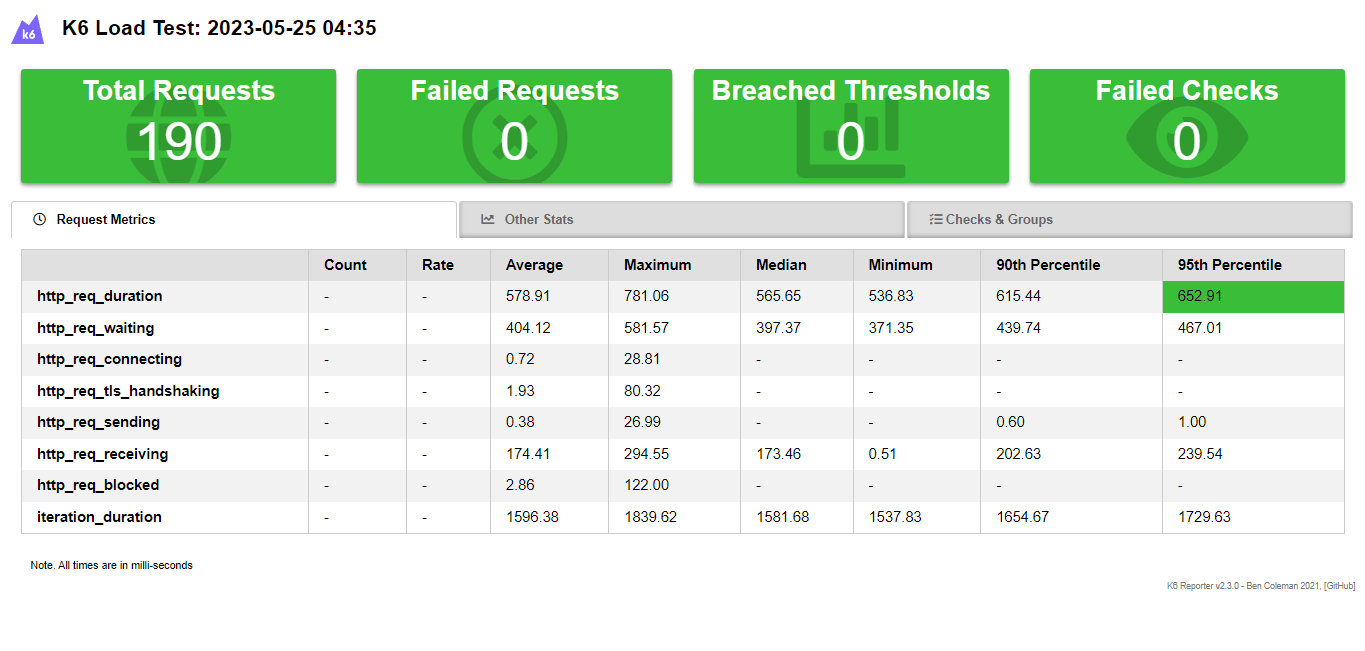 k6 K6 Load Test: 2023-05-25 04:35
Total Requests Failed Requests Breached Thresholds Failed Checks
190 0 0 0
Request Metrics Other Stats Checks & Groups
Count Rate Average Maximum Median Minimum 90th Percentile 95th Percentile
http_req_duration - - 578.91 781.06 565.65 536.83 615.44 652.91
http_req_waiting - - 404.12 581.57 397.37 371.35 439.74 467.01
http_req_connecting - - 0.72 28.81 - - - -
http_req_tls_handshaking - - 1.93 80.32 - - - -
http_req_sending - - 0.38 26.99 - - 0.60 1.00
http_req_receiving - - 174.41 294.55 173.46 0.51 202.63 239.54
http_req_blocked - - 2.86 122.00 - - - -
iteration_duration - - 1596.38 1839.62 1581.68 1537.83 1654.67 1729.63
Note. All times are in milli-seconds
K6 Reporter v2.3.0 - Ben Coleman 2021, [GitHub]